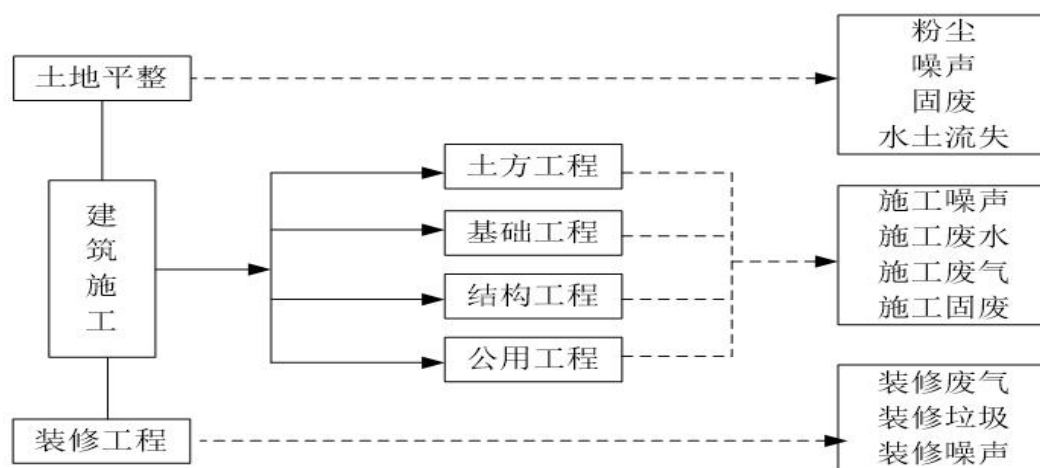 土地平整
粉尘
噪声
固废
水土流失
建筑施工
土方工程
基础工程
结构工程
公用工程
施工噪声
施工废水
施工废气
施工固废
装修工程
装修废气
装修垃圾
装修噪声